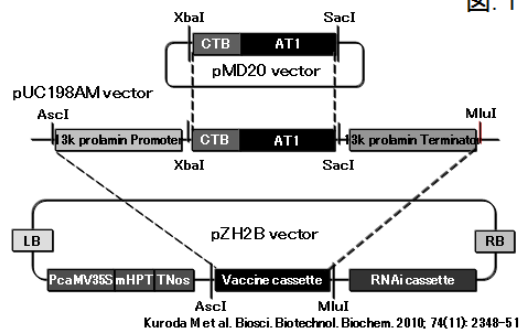 図. 1
XbaI SacI
CTB AT1
pMD20 vector
pUC198AM vector
AscI MluI
13k prolamin Promoter CTB AT1 13k prolamin Terminator
XbaI SacI
pZH2B vector
LB RB
PcaMV35S mHPT TNos Vaccine cassette RNAi cassette
AscI MluI
Kuroda M et al. Biosci. Biotechnol. Biochem. 2010; 74(11): 2348-51